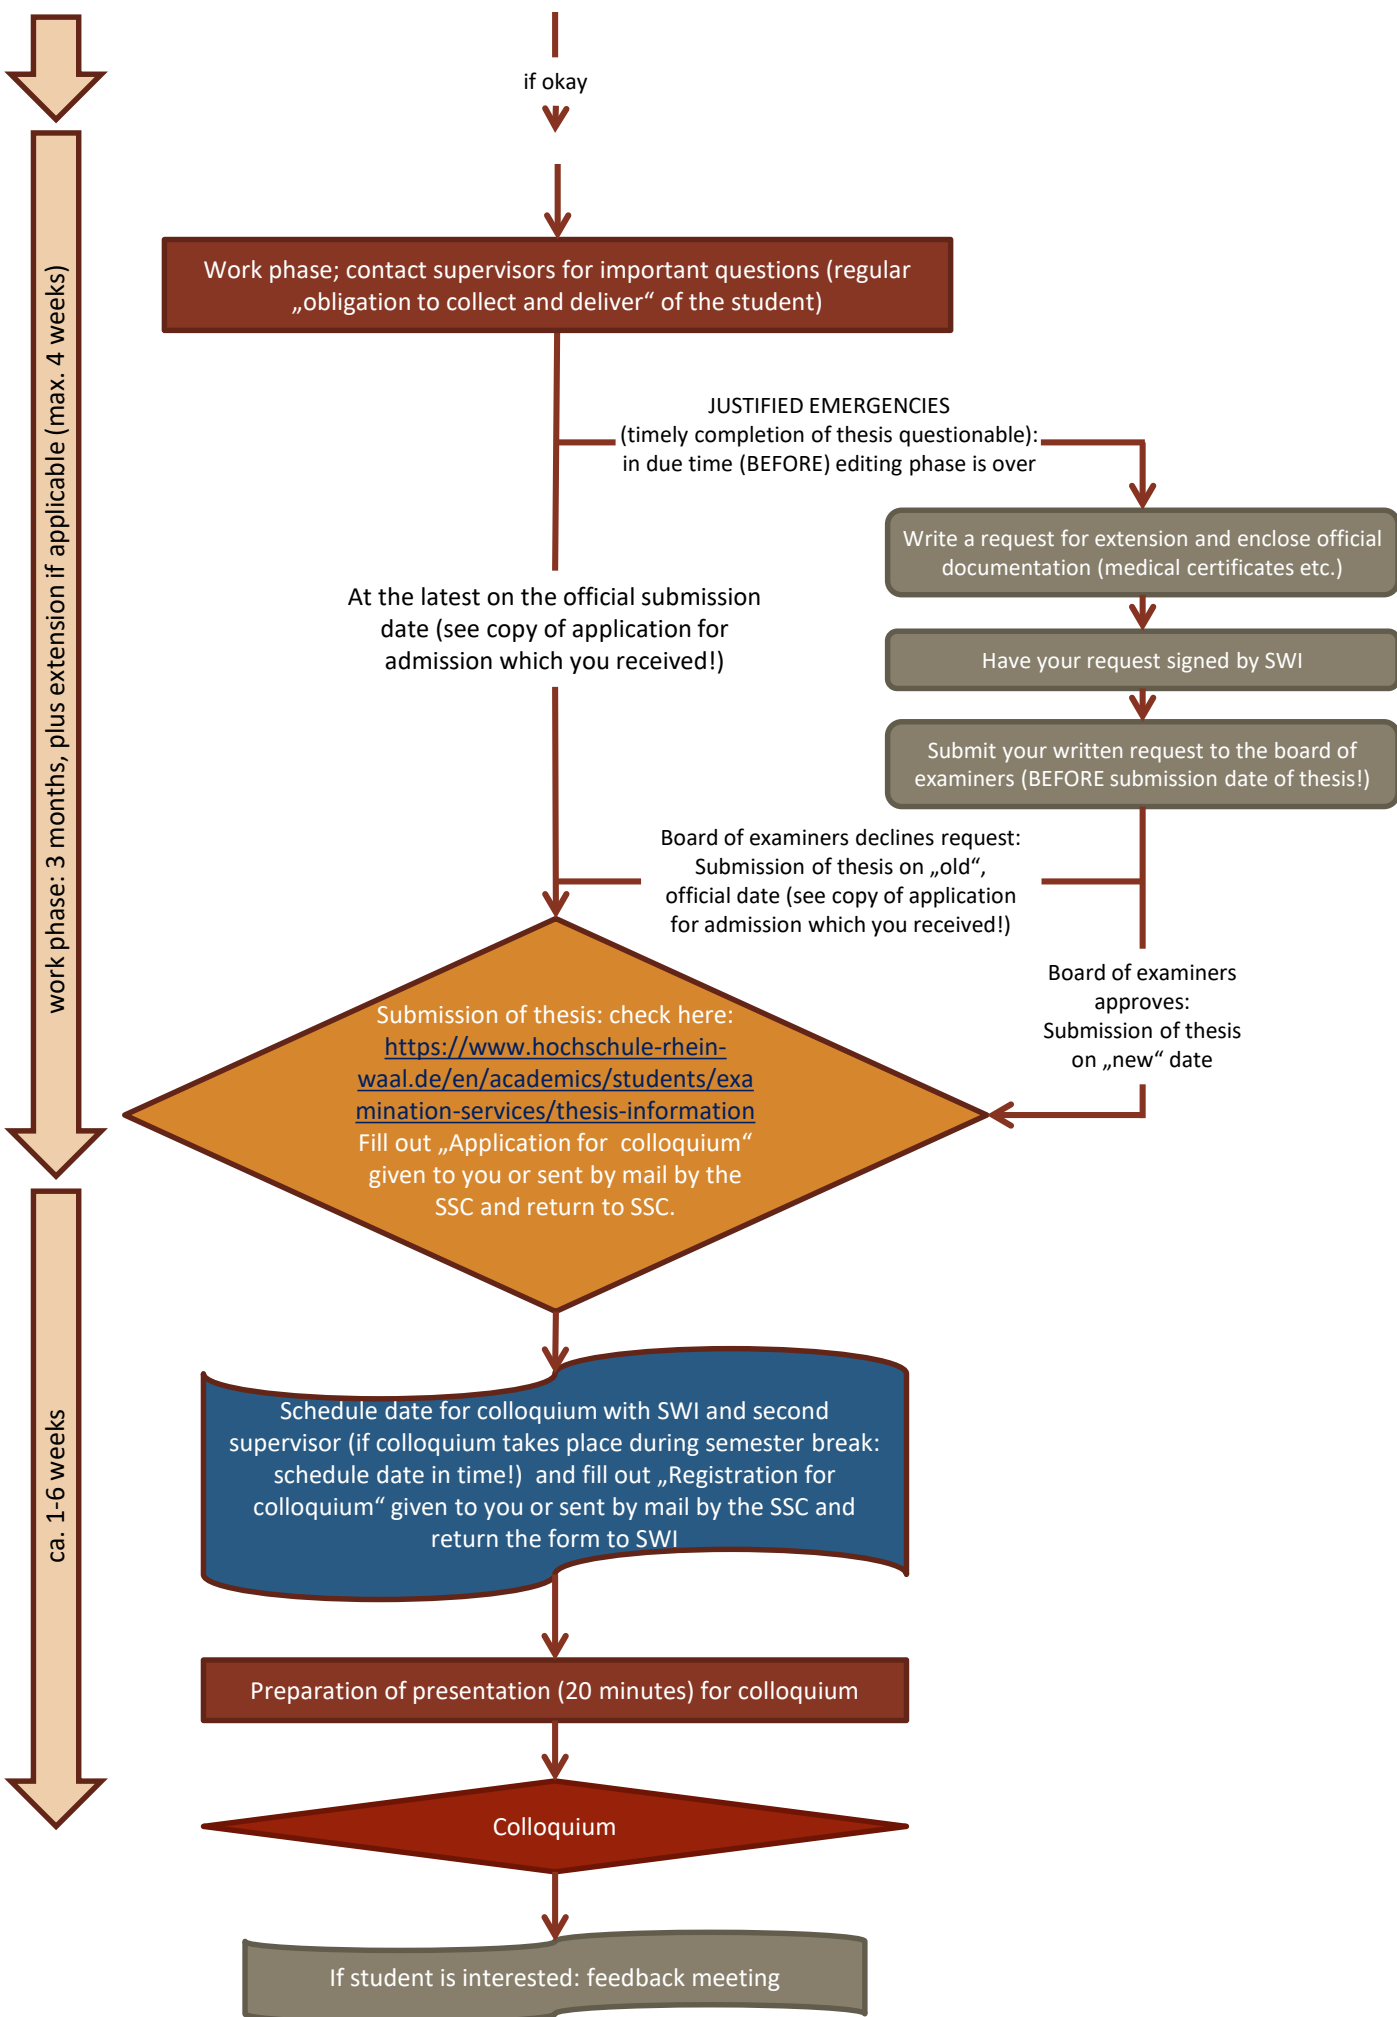 if okay
work phase: 3 months, plus extension if applicable (max. 4 weeks)
Work phase; contact supervisors for important questions (regular
„obligation to collect and deliver“ of the student)
JUSTIFIED EMERGENCIES
(timely completion of thesis questionable):
in due time (BEFORE) editing phase is over
Write a request for extension and enclose official
documentation (medical certificates etc.)
At the latest on the official submission
date (see copy of application for
admission which you received!)
Have your request signed by SWI
Submit your written request to the board of
examiners (BEFORE submission date of thesis!)
Board of examiners declines request:
Submission of thesis on „old“,
official date (see copy of application
for admission which you received!)
Board of examiners
approves:
Submission of thesis
on „new“ date
Submission of thesis: check here:
https://www.hochschule-rhein-
waal.de/en/academics/students/exa
mination-services/thesis-information
Fill out „Application for  colloquium“
given to you or sent by mail by the
SSC and return to SSC.
ca. 1-6 weeks
Schedule date for colloquium with SWI and second
supervisor (if colloquium takes place during semester break:
schedule date in time!)  and fill out „Registration for
colloquium“ given to you or sent by mail by the SSC and
return the form to SWI
Preparation of presentation (20 minutes) for colloquium
Colloquium
If student is interested: feedback meeting